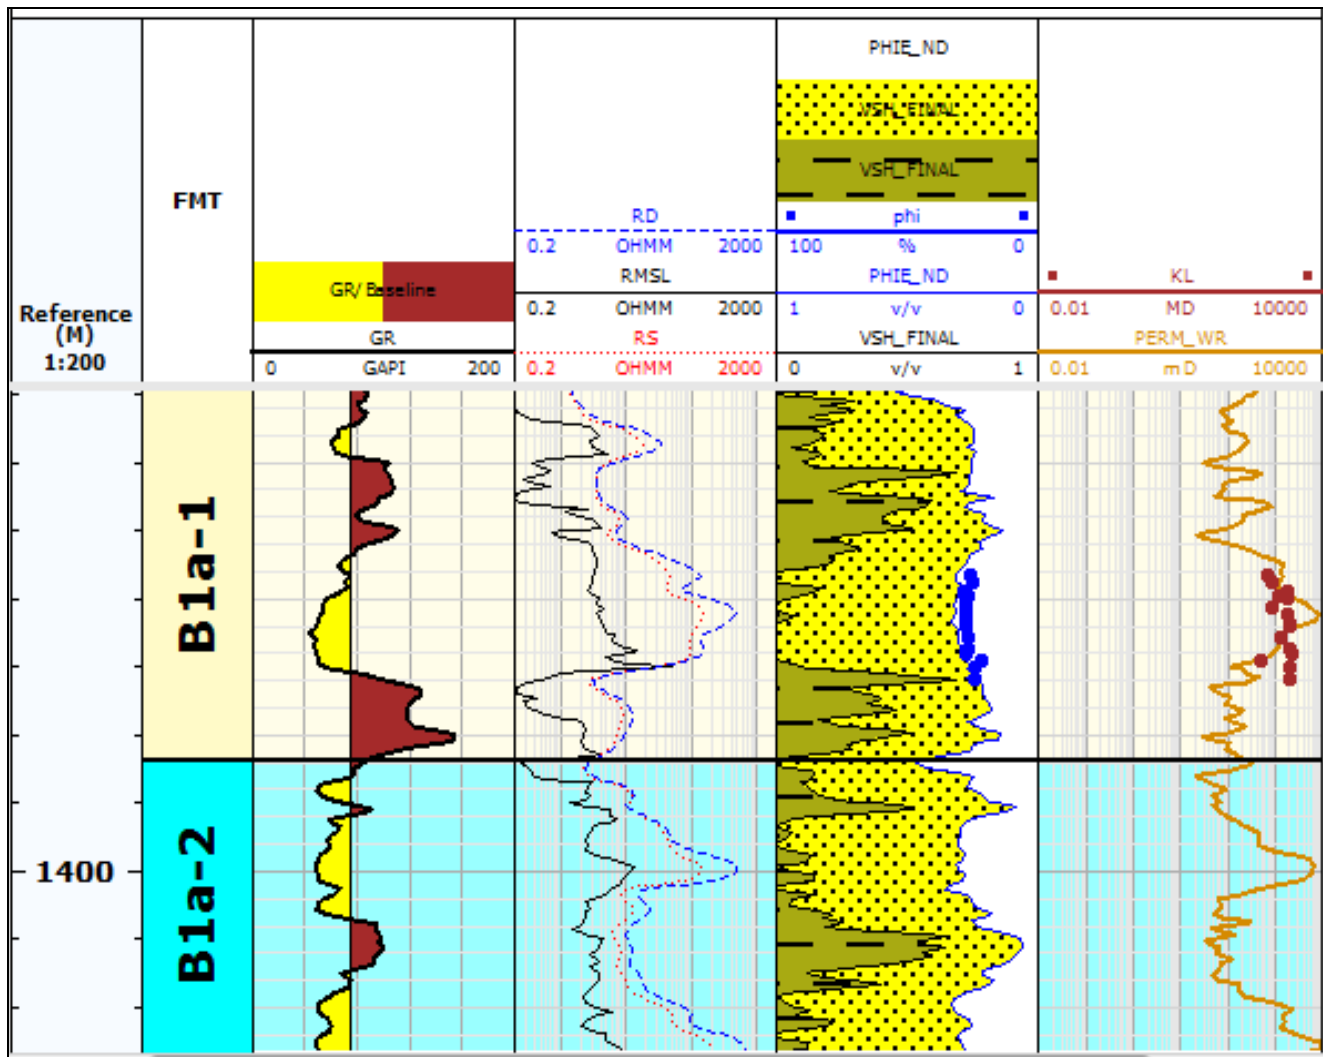 Reference
(M)
1:200
FMT
GR/Baseline
GR
0 GAPI 200
RD
0.2 OHMM 2000
RMSL
0.2 OHMM 2000
RS
0.2 OHMM 2000
PHIE_ND
VSH_FINAL
VSH_FINAL
phi
100 % 0
PHIE_ND
1 v/v 0
VSH_FINAL
0 v/v 1
KL
0.01 MD 10000
PERM_WR
0.01 mD 10000
B1a-1
B1a-2
1400